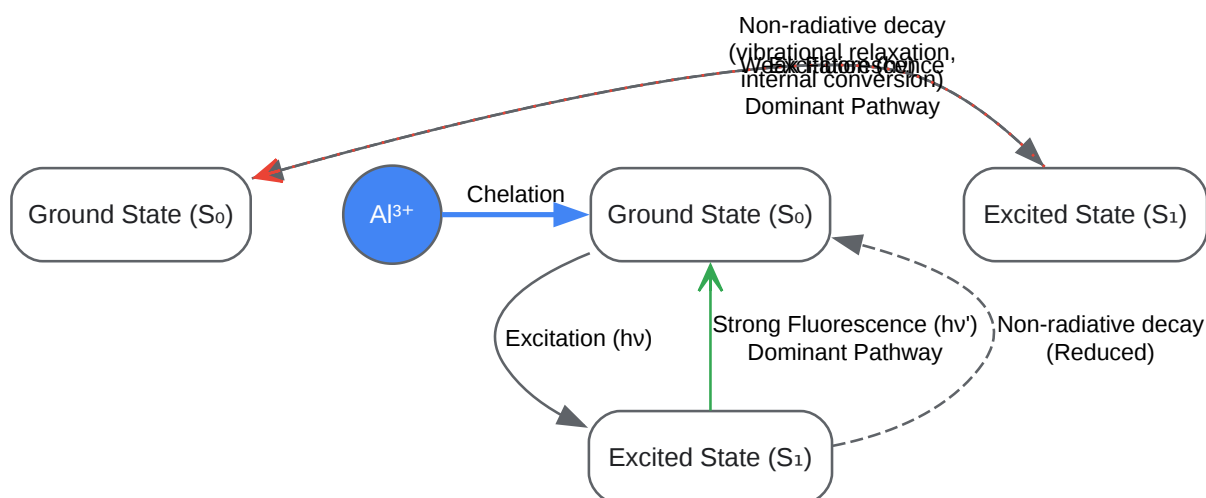 Non-radiative decay
(vibrational relaxation,
internal conversion)
Dominant Pathway
Ground State (S₀)
Al³⁺
Chelation
Ground State (S₀)
Excited State (S₁)
Excitation (hν)
Strong Fluorescence (hν')
Dominant Pathway
Non-radiative decay
(Reduced)
Excited State (S₁)